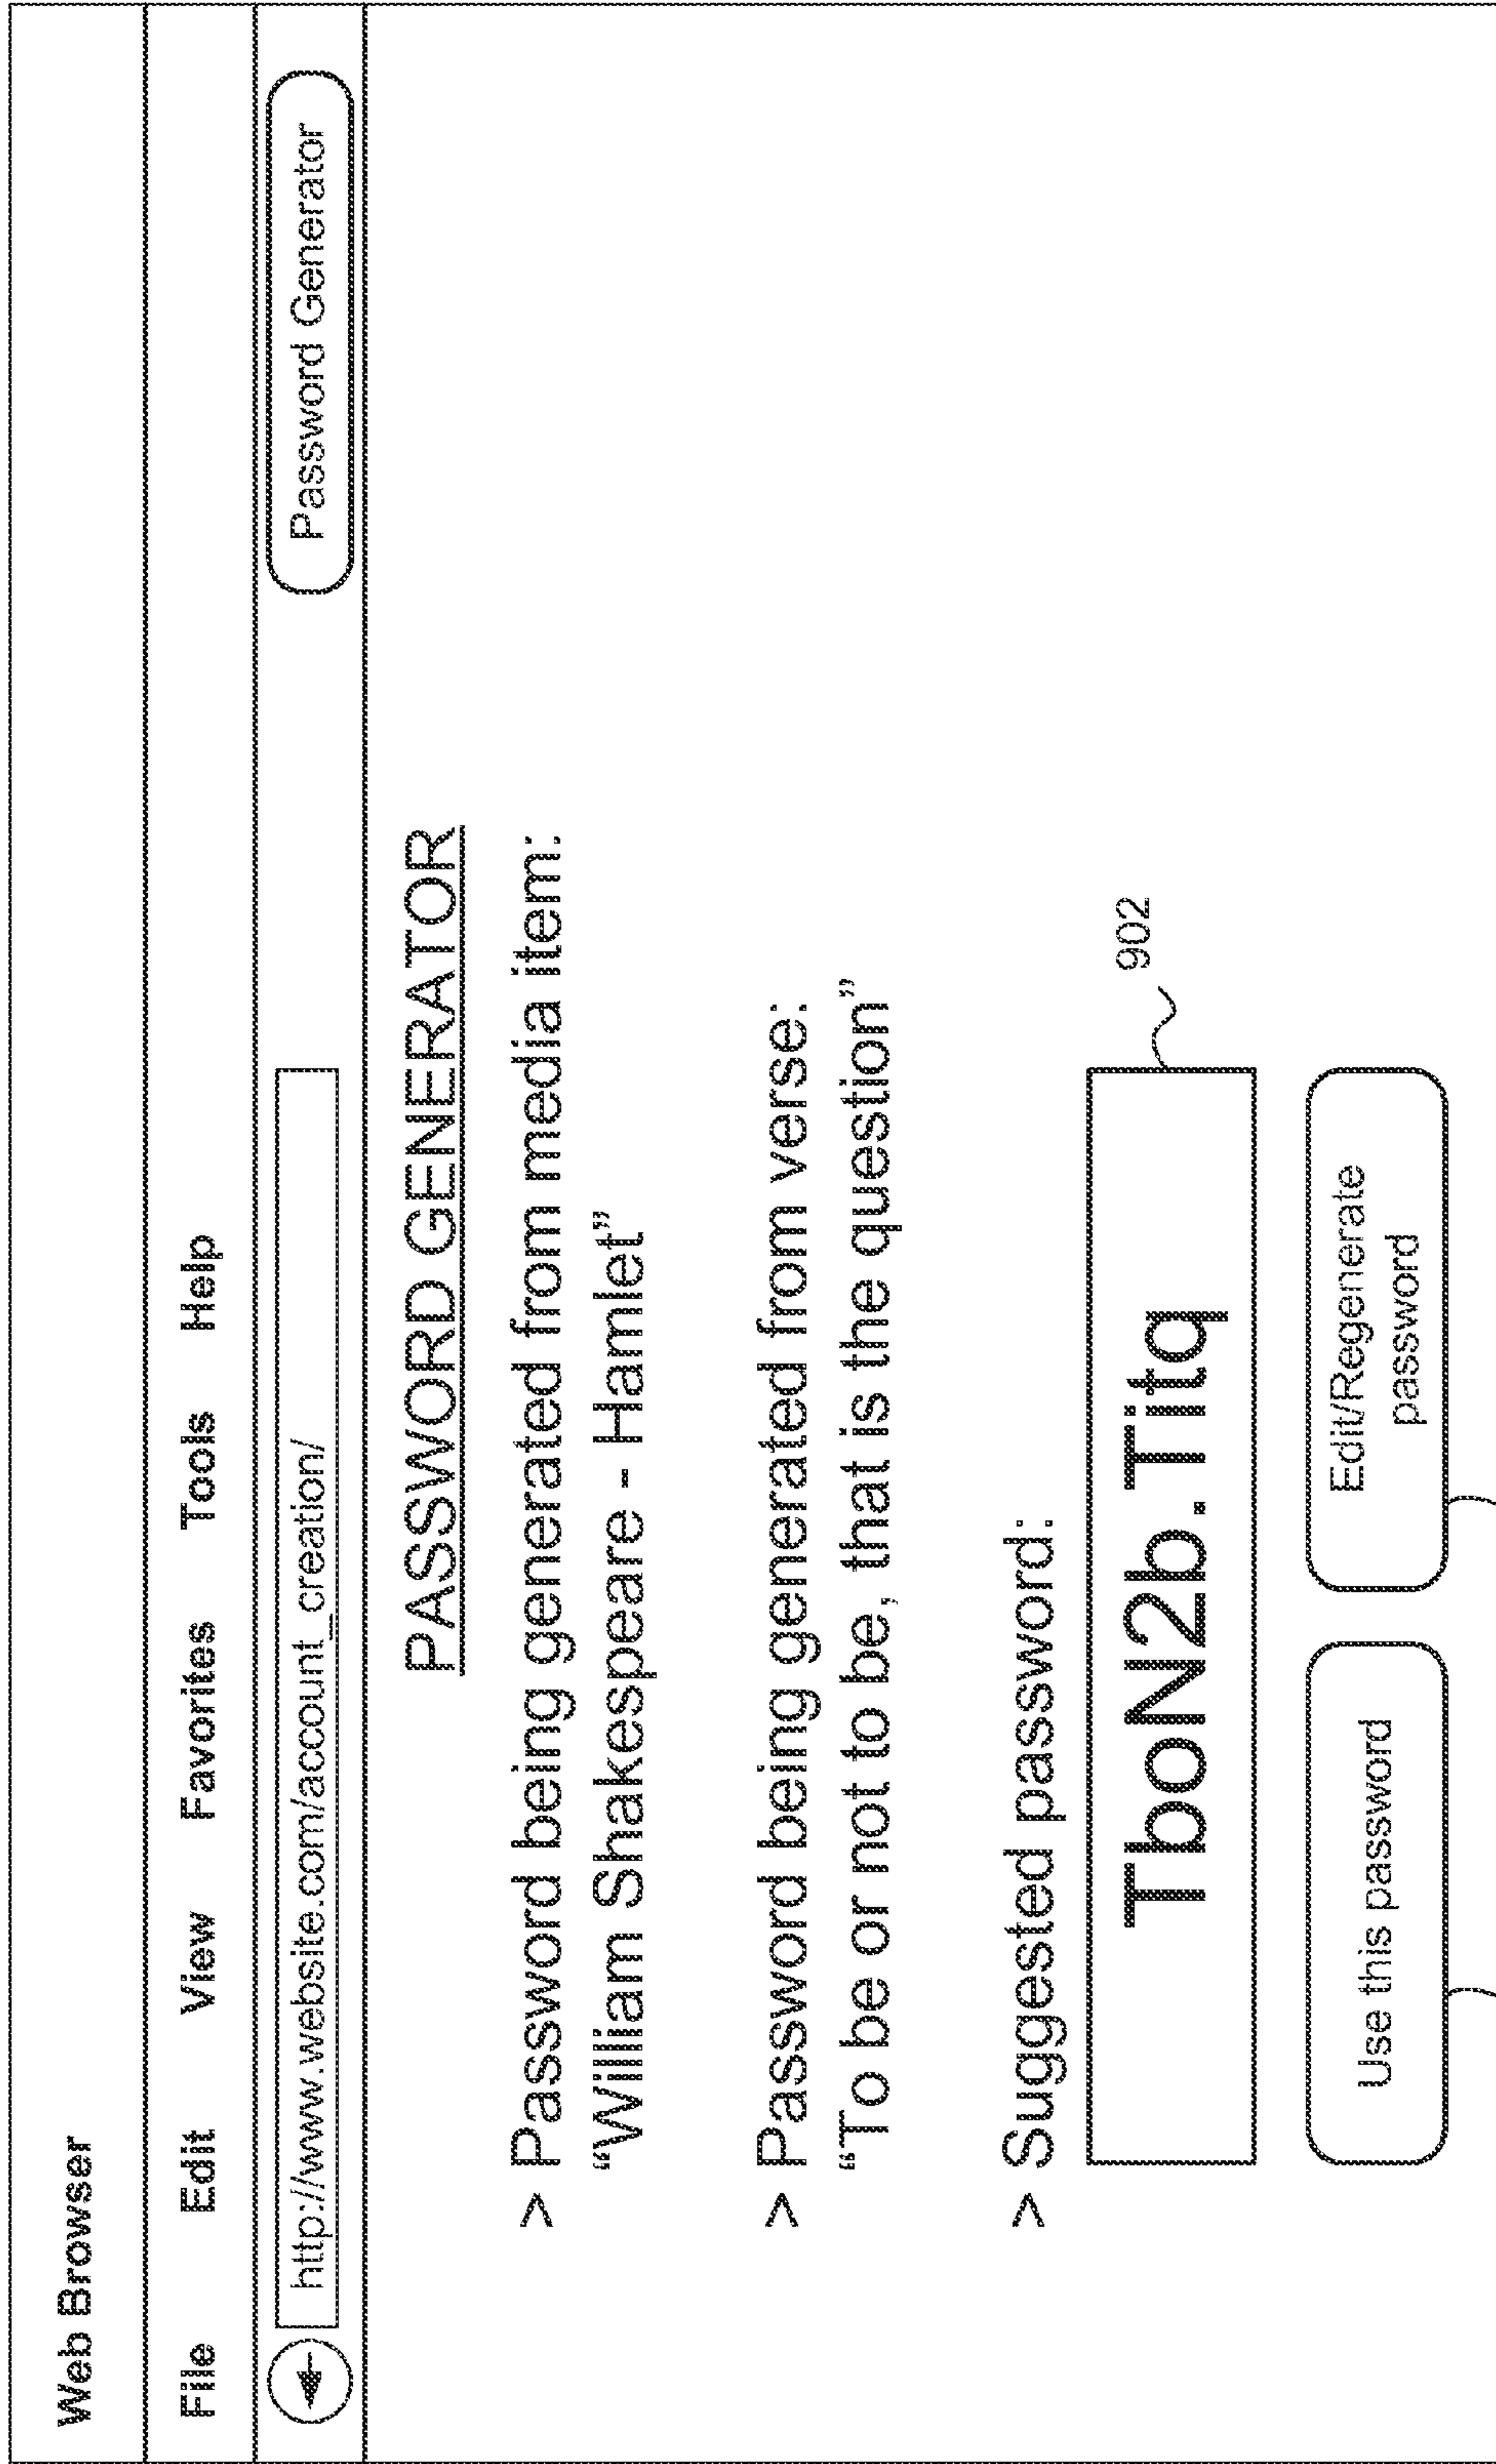 Web Browser
File Edit View Favorites Tools Help
http://www.website.com/account_creation/ Password Generator
PASSWORD GENERATOR
> Password being generated from media item:
“William Shakespeare - Hamlet”
> Password being generated from verse:
“To be or not to be, that is the question”
> Suggested password:
TboN2b.Titq
902
Use this password
Edit/Regenerate
password